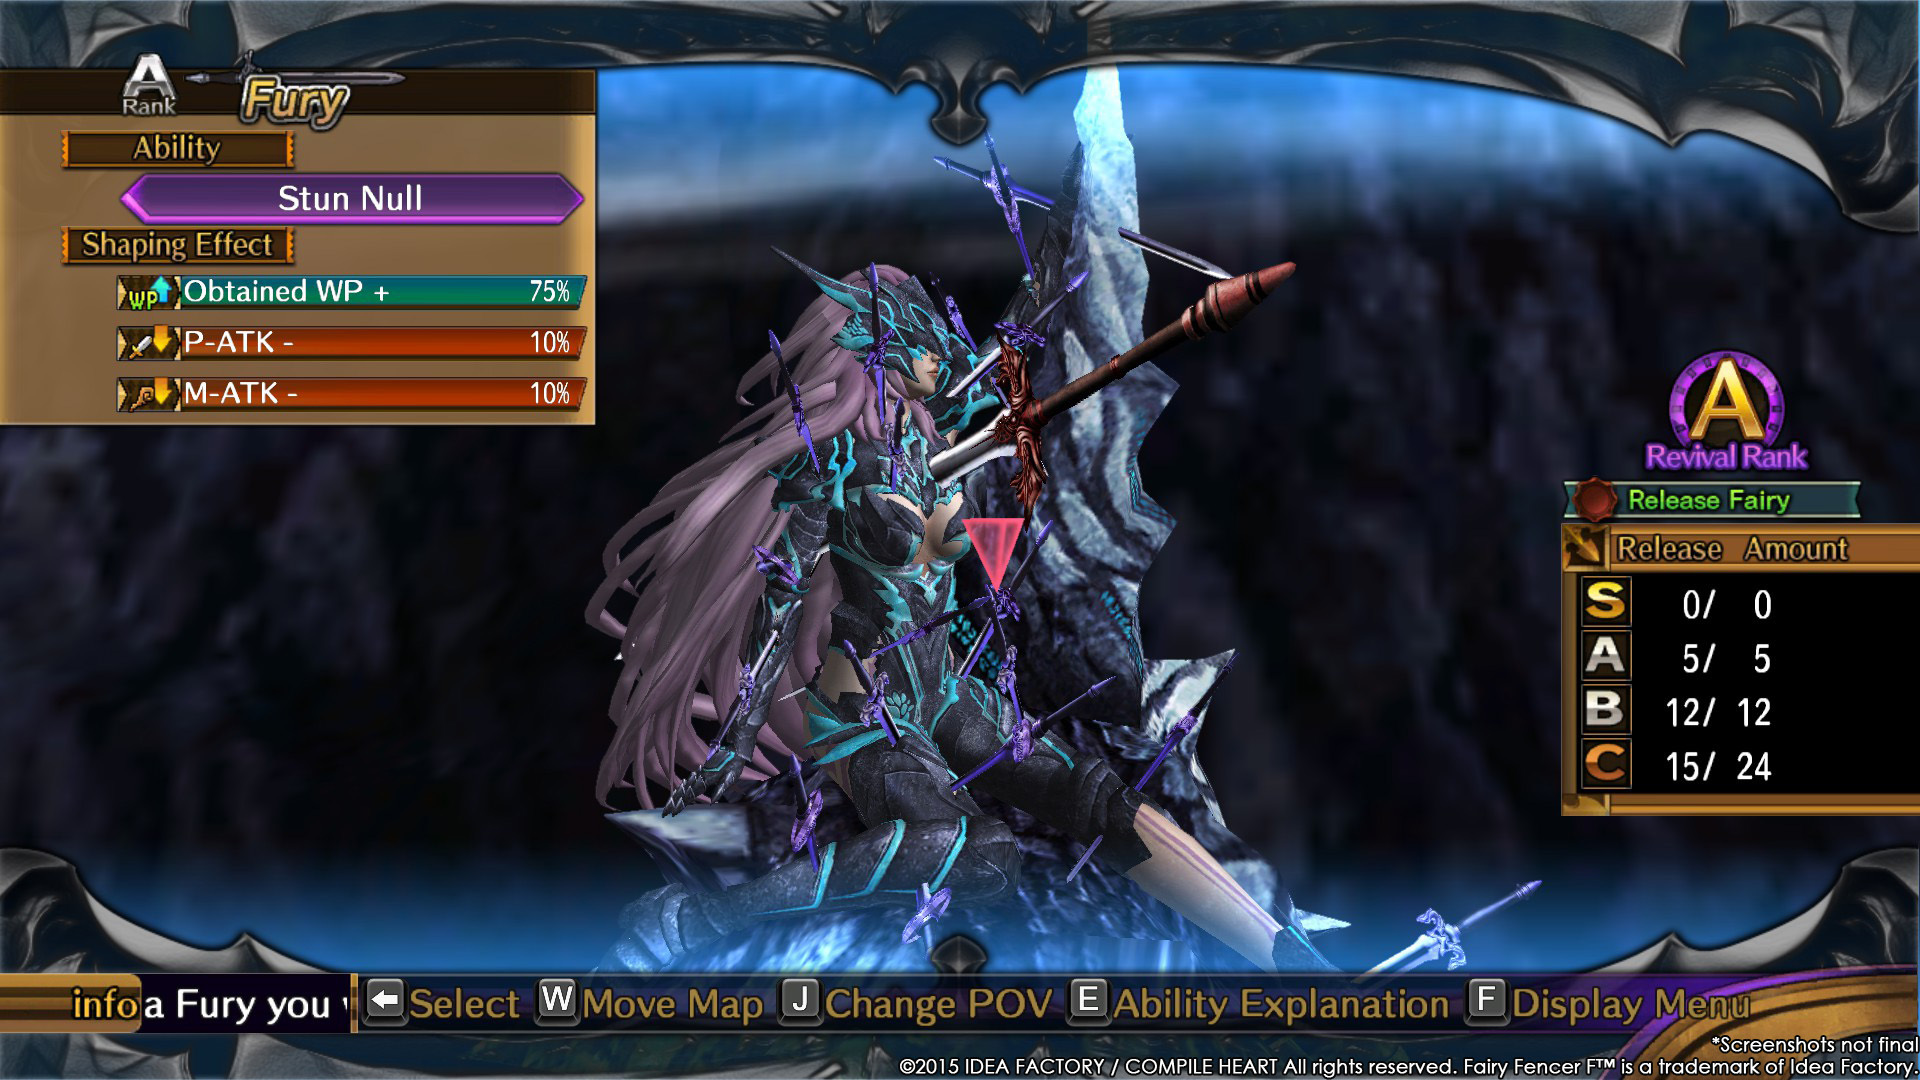 A
Rank
Fury
Ability
Stun Null
Shaping Effect
WP Obtained WP + 75%
P-ATK - 10%
M-ATK - 10%
A
Revival Rank
Release Fairy
Release Amount
S 0/ 0
A 5/ 5
B 12/ 12
C 15/ 24
info a Fury you
Select W Move Map J Change POV E Ability Explanation F Display Menu
*Screenshots not final
©2015 IDEA FACTORY / COMPILE HEART All rights reserved. Fairy Fencer F™ is a trademark of Idea Factory.